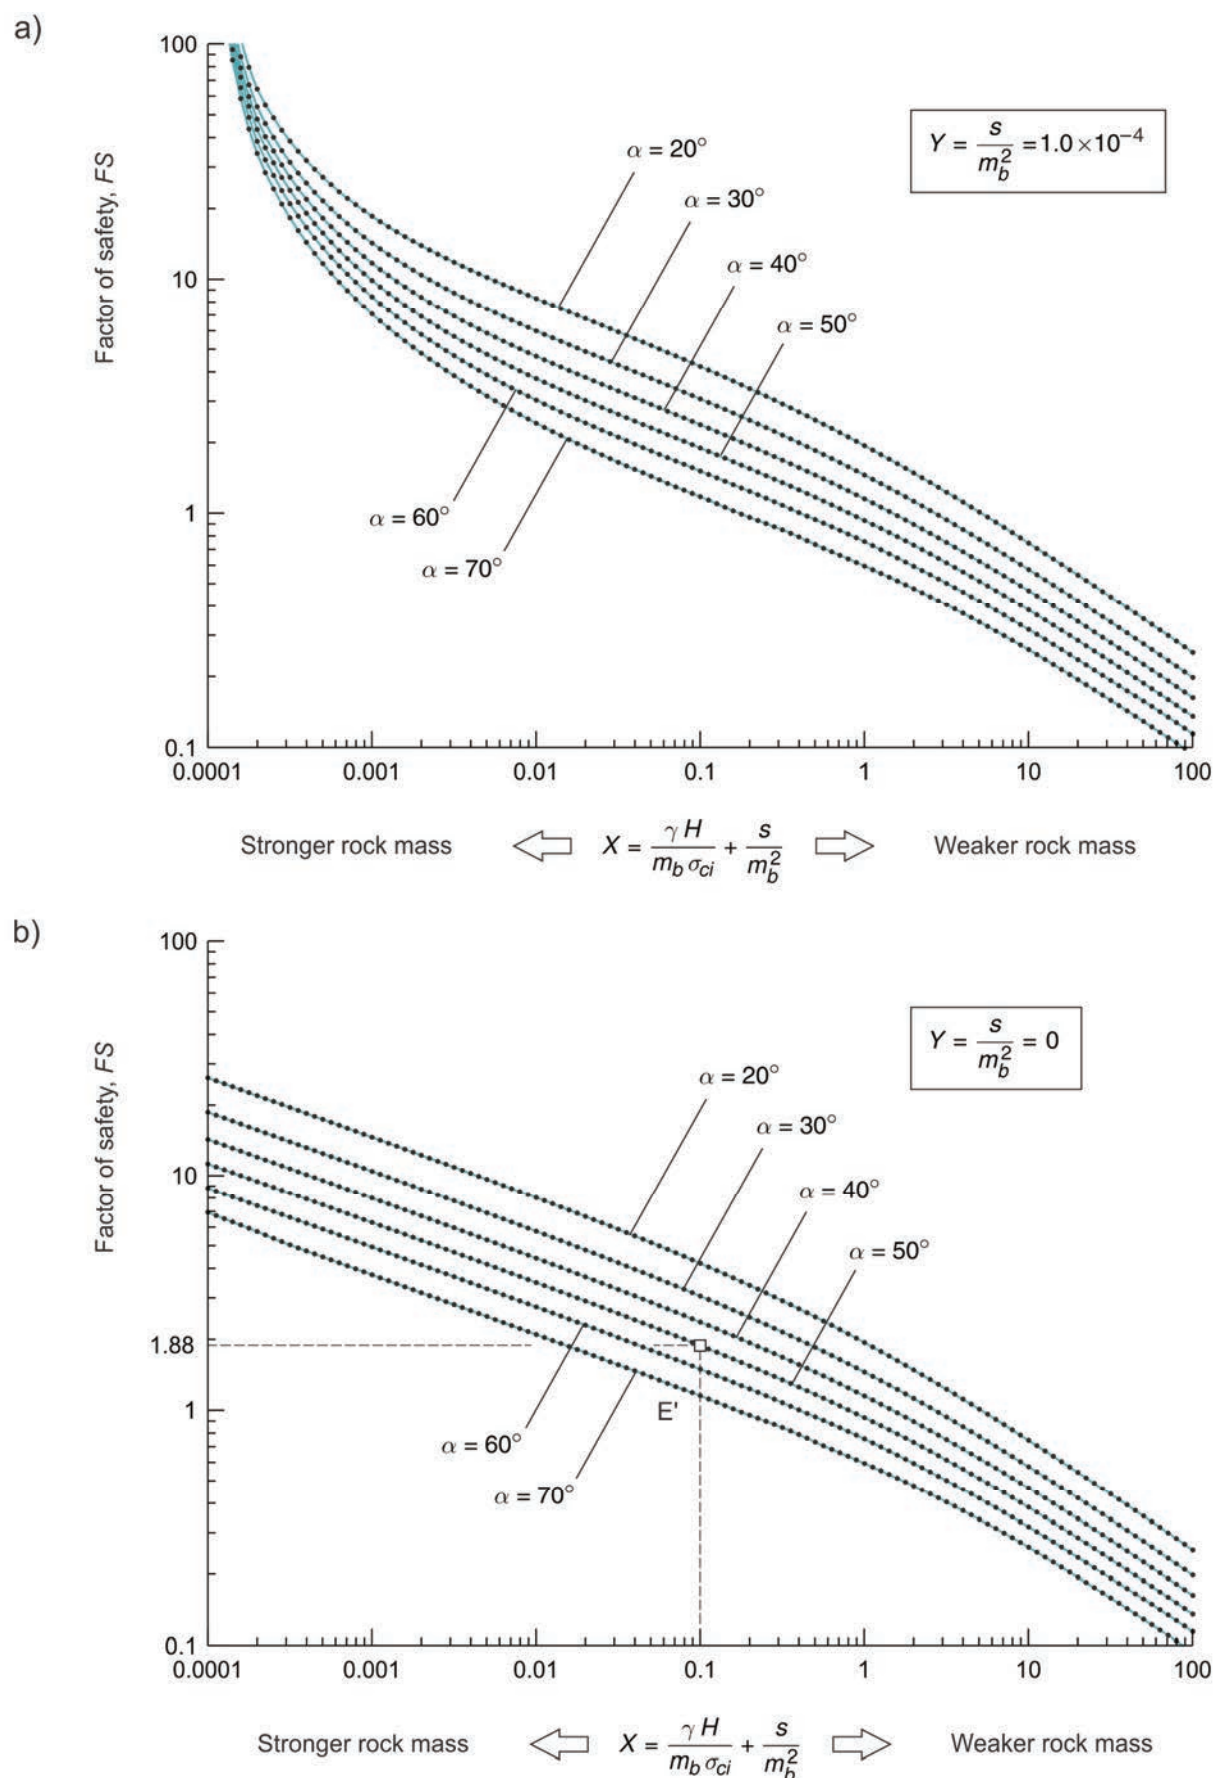 a)
100
α = 20°
Y = s / m_b^2 = 1.0 × 10^−4
α = 30°
α = 40°
10
α = 50°
Factor of safety, FS
1
α = 60°
α = 70°
0.1
0.0001 0.001 0.01 0.1 1 10 100
Stronger rock mass X = γ H / m_b σ_ci + s / m_b^2 Weaker rock mass
b)
100
Y = s / m_b^2 = 0
α = 20°
α = 30°
10
α = 40°
α = 50°
Factor of safety, FS
1.88
1
E'
α = 60°
α = 70°
0.1
0.0001 0.001 0.01 0.1 1 10 100
Stronger rock mass X = γ H / m_b σ_ci + s / m_b^2 Weaker rock mass